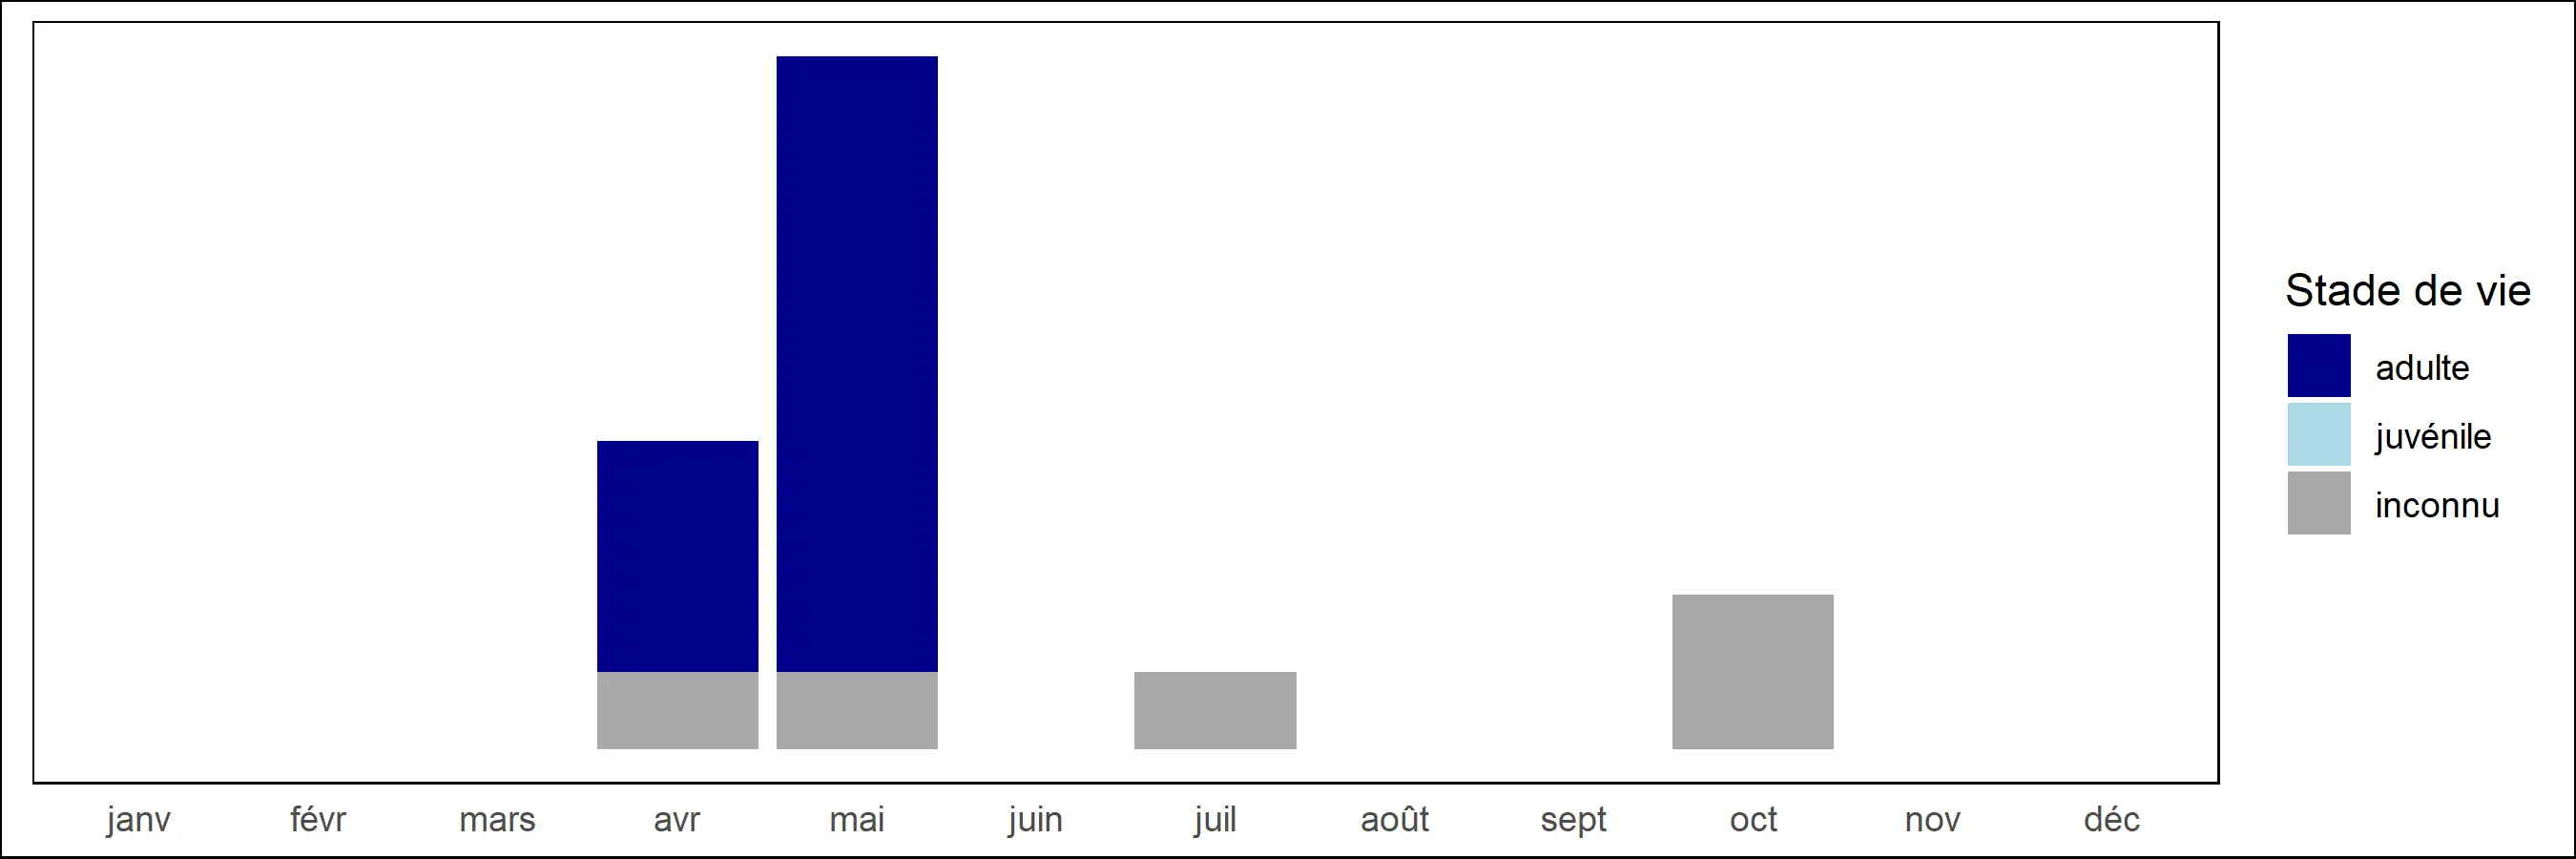 Stade de vie
adulte
juvénile
inconnu
janv févr mars avr mai juin juil août sept oct nov déc